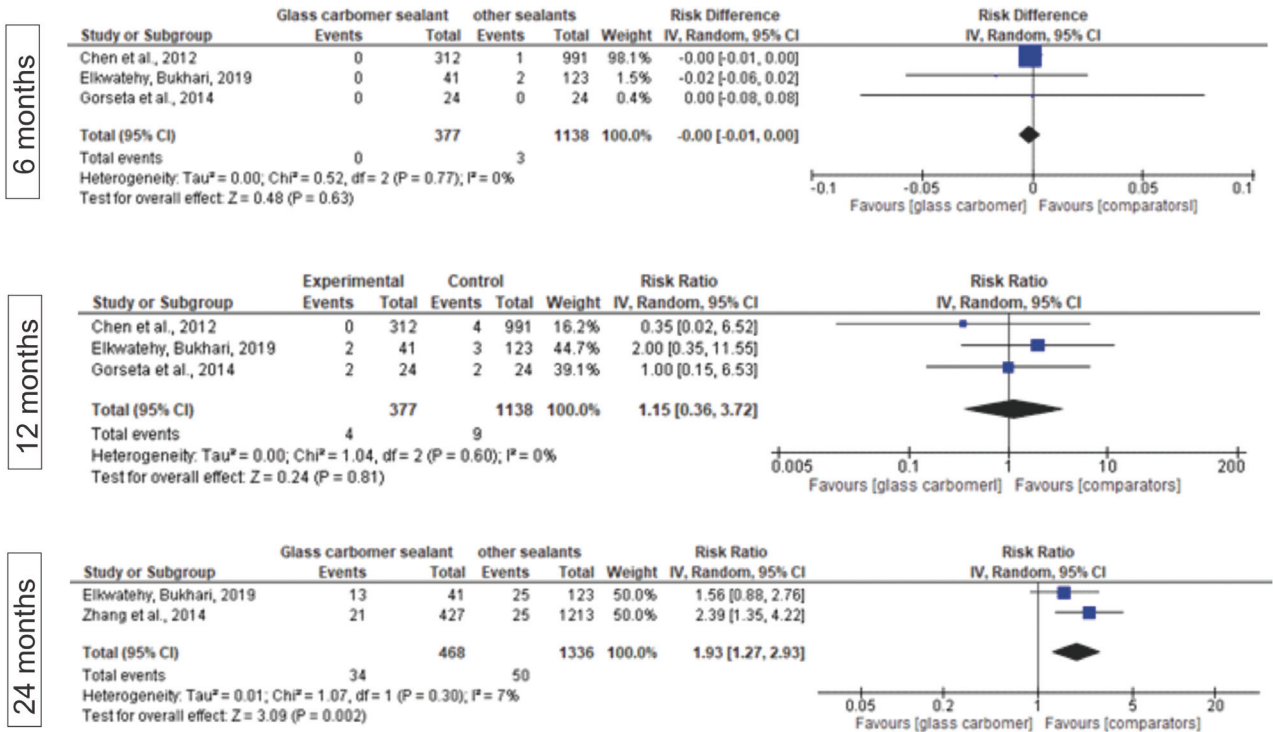 6 months
Glass carbomer sealant other sealants Risk Difference Risk Difference
Study or Subgroup Events Total Events Total Weight IV, Random, 95% CI IV, Random, 95% CI
Chen et al., 2012 0 312 1 991 98.1% -0.00 [-0.01, 0.00]
Elkwatehy, Bukhari, 2019 0 41 2 123 1.5% -0.02 [-0.06, 0.02]
Gorseta et al., 2014 0 24 0 24 0.4% 0.00 [-0.08, 0.08]
Total (95% CI) 377 1138 100.0% -0.00 [-0.01, 0.00]
Total events 0 3
Heterogeneity: Tau² = 0.00; Chi² = 0.52, df = 2 (P = 0.77); I² = 0%
Test for overall effect: Z = 0.48 (P = 0.63)
-0.1 -0.05 0 0.05 0.1
Favours [glass carbomer] Favours [comparatorsl]
12 months
Experimental Control Risk Ratio Risk Ratio
Study or Subgroup Events Total Events Total Weight IV, Random, 95% CI IV, Random, 95% CI
Chen et al., 2012 0 312 4 991 16.2% 0.35 [0.02, 6.52]
Elkwatehy, Bukhari, 2019 2 41 3 123 44.7% 2.00 [0.35, 11.55]
Gorseta et al., 2014 2 24 2 24 39.1% 1.00 [0.15, 6.53]
Total (95% CI) 377 1138 100.0% 1.15 [0.36, 3.72]
Total events 4 9
Heterogeneity: Tau² = 0.00; Chi² = 1.04, df = 2 (P = 0.60); I² = 0%
Test for overall effect: Z = 0.24 (P = 0.81)
0.005 0.1 1 10 200
Favours [glass carbomerl] Favours [comparators]
24 months
Glass carbomer sealant other sealants Risk Ratio Risk Ratio
Study or Subgroup Events Total Events Total Weight IV, Random, 95% CI IV, Random, 95% CI
Elkwatehy, Bukhari, 2019 13 41 25 123 50.0% 1.56 [0.88, 2.76]
Zhang et al., 2014 21 427 25 1213 50.0% 2.39 [1.35, 4.22]
Total (95% CI) 468 1336 100.0% 1.93 [1.27, 2.93]
Total events 34 50
Heterogeneity: Tau² = 0.01; Chi² = 1.07, df = 1 (P = 0.30); I² = 7%
Test for overall effect: Z = 3.09 (P = 0.002)
0.05 0.2 1 5 20
Favours [glass carbomer] Favours [comparators]